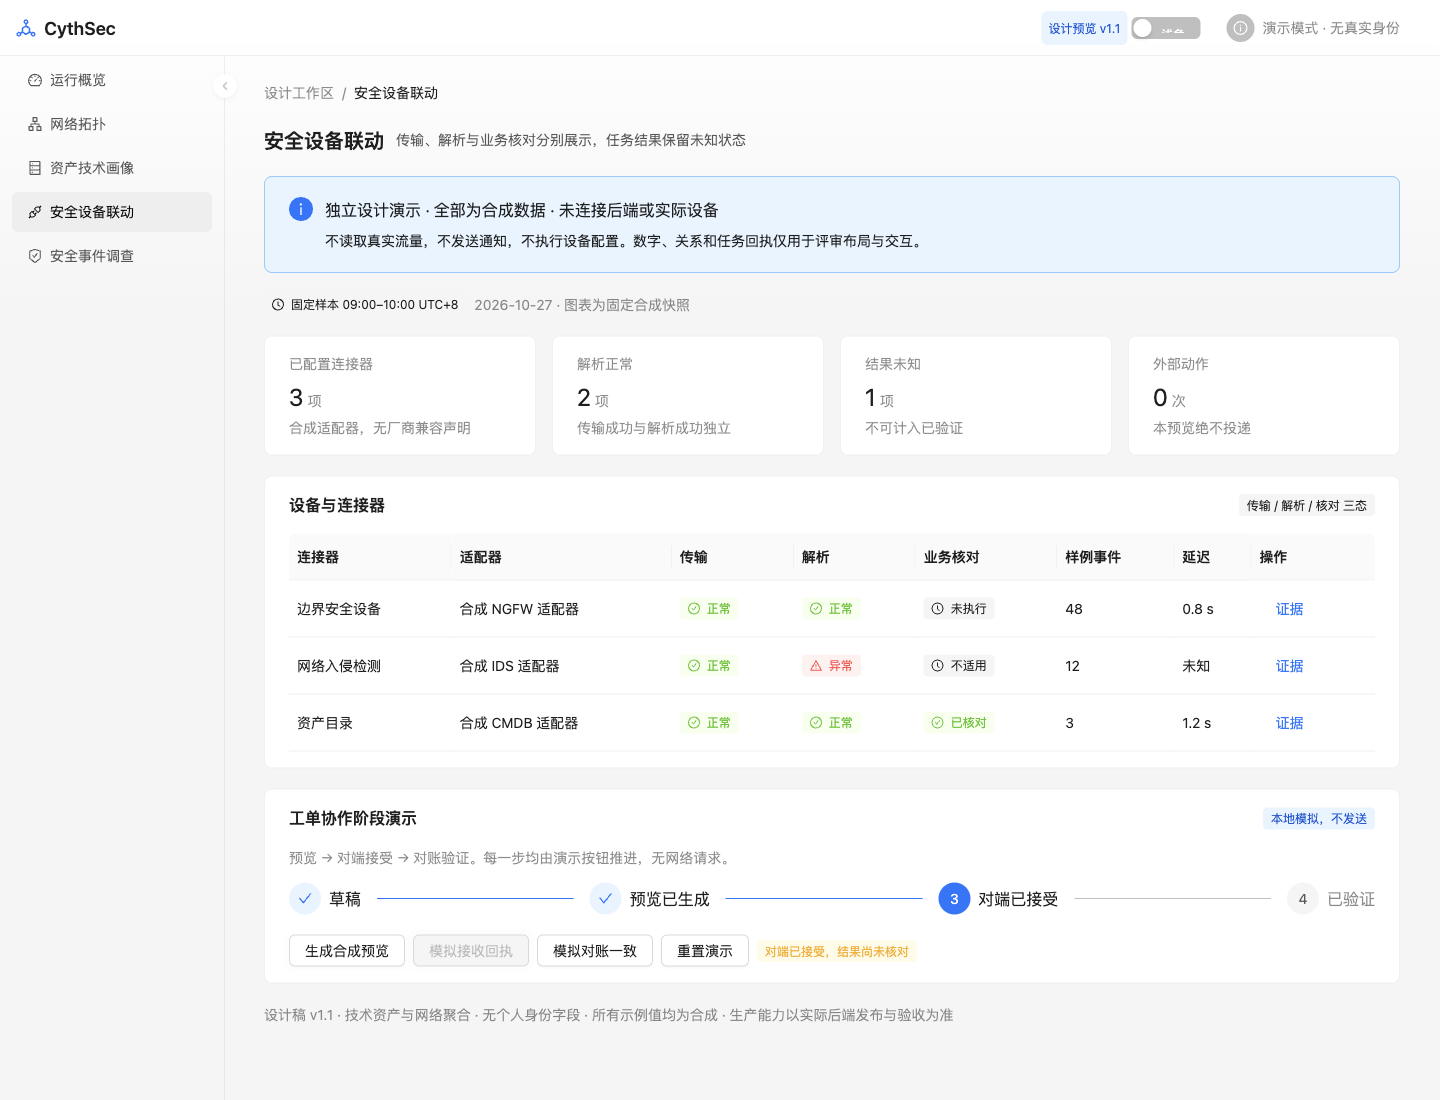 CythSec
设计预览 v1.1
演示模式 · 无真实身份
运行概览
网络拓扑
资产技术画像
安全设备联动
安全事件调查
设计工作区 / 安全设备联动
安全设备联动 传输、解析与业务核对分别展示，任务结果保留未知状态
独立设计演示 · 全部为合成数据 · 未连接后端或实际设备
不读取真实流量，不发送通知，不执行设备配置。数字、关系和任务回执仅用于评审布局与交互。
固定样本 09:00–10:00 UTC+8 2026-10-27 · 图表为固定合成快照
已配置连接器
3 项
合成适配器，无厂商兼容声明
解析正常
2 项
传输成功与解析成功独立
结果未知
1 项
不可计入已验证
外部动作
0 次
本预览绝不投递
设备与连接器 传输 / 解析 / 核对 三态
连接器 适配器 传输 解析 业务核对 样例事件 延迟 操作
边界安全设备 合成 NGFW 适配器 正常 正常 未执行 48 0.8 s 证据
网络入侵检测 合成 IDS 适配器 正常 异常 不适用 12 未知 证据
资产目录 合成 CMDB 适配器 正常 正常 已核对 3 1.2 s 证据
工单协作阶段演示 本地模拟，不发送
预览 → 对端接受 → 对账验证。每一步均由演示按钮推进，无网络请求。
草稿 预览已生成 3 对端已接受 4 已验证
生成合成预览 模拟接收回执 模拟对账一致 重置演示 对端已接受，结果尚未核对
设计稿 v1.1 · 技术资产与网络聚合 · 无个人身份字段 · 所有示例值均为合成 · 生产能力以实际后端发布与验收为准